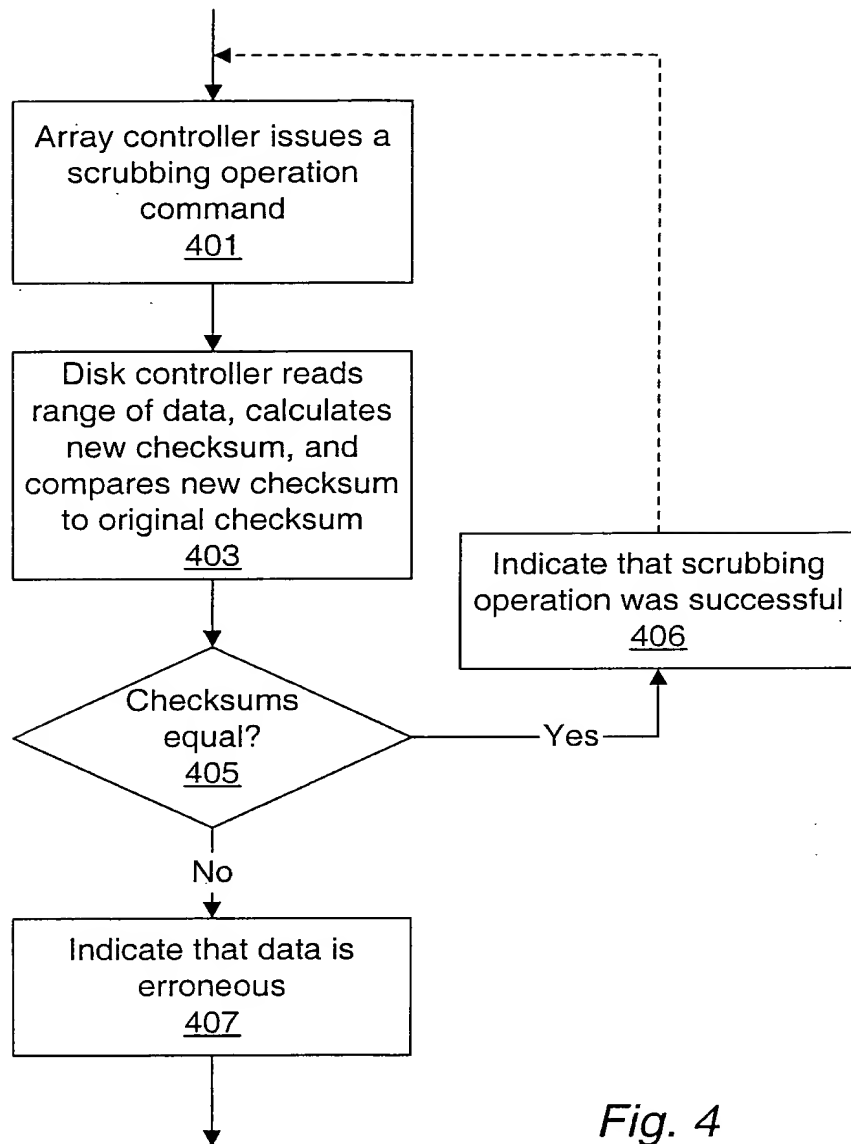 Array controller issues a
scrubbing operation
command
401
Disk controller reads
range of data, calculates
new checksum, and
compares new checksum
to original checksum
403
Indicate that scrubbing
operation was successful
406
Checksums
equal?
405
Yes
No
Indicate that data is
erroneous
407
Fig. 4